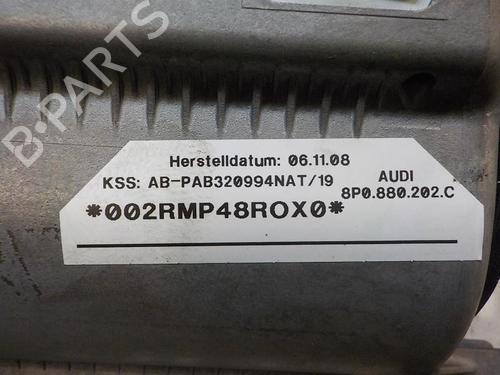 B-PARTS
Herstelldatum: 06.11.08
KSS: AB-PAB320994NAT/19
AUDI
8P0.880.202.C
*002RMP48ROX0*